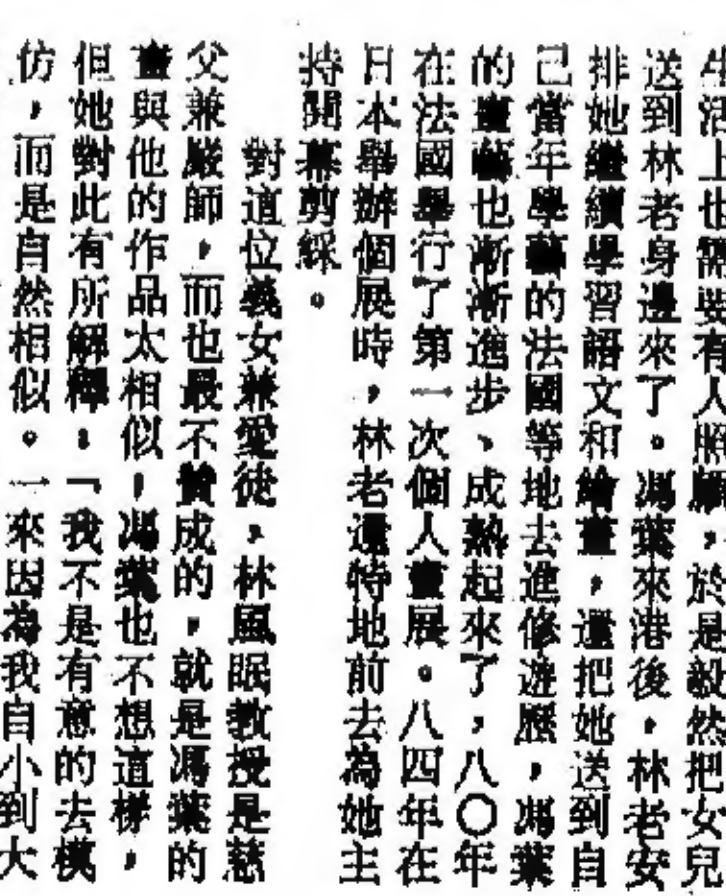 生活上也需要有人照顧，於是毅然把女兒
送到林老身邊來了。馮葉來港後，林老安
排她繼續學習語文和繪畫，還把她送到自
己當年學藝的法國等地去進修遊歷，馮葉
的畫藝也漸漸進步、成熟起來了，八〇年
在法國舉行了第一次個人畫展。八四年在
日本舉辦個展時，林老還特地前去為她主
持開幕剪綵。
對這位義女兼愛徒，林風眠教授是慈
父兼嚴師，而也最不贊成的，就是馮葉的
畫與他的作品太相似，馮葉也不想這樣，
但她對此有所解釋：「我不是有意的去模
仿，而是自然相似。一來因為我自小到大